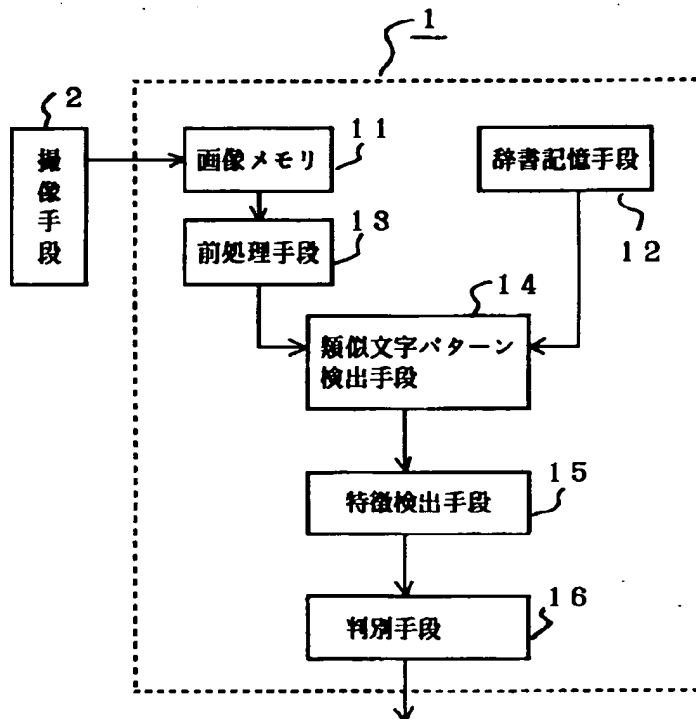 1
2
撮像手段
11
画像メモリ
辞書記憶手段
12
13
前処理手段
14
類似文字パターン
検出手段
15
特徴検出手段
16
判別手段